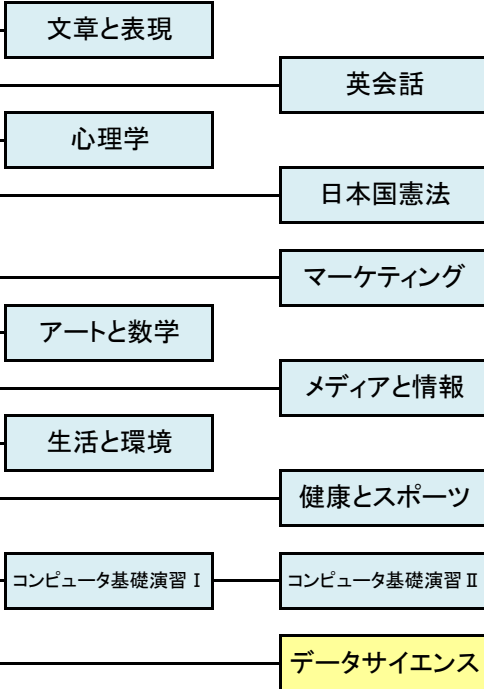 文章と表現
英会話
心理学
日本国憲法
マーケティング
アートと数学
メディアと情報
生活と環境
健康とスポーツ
コンピュータ基礎演習Ⅰ
コンピュータ基礎演習Ⅱ
データサイエンス